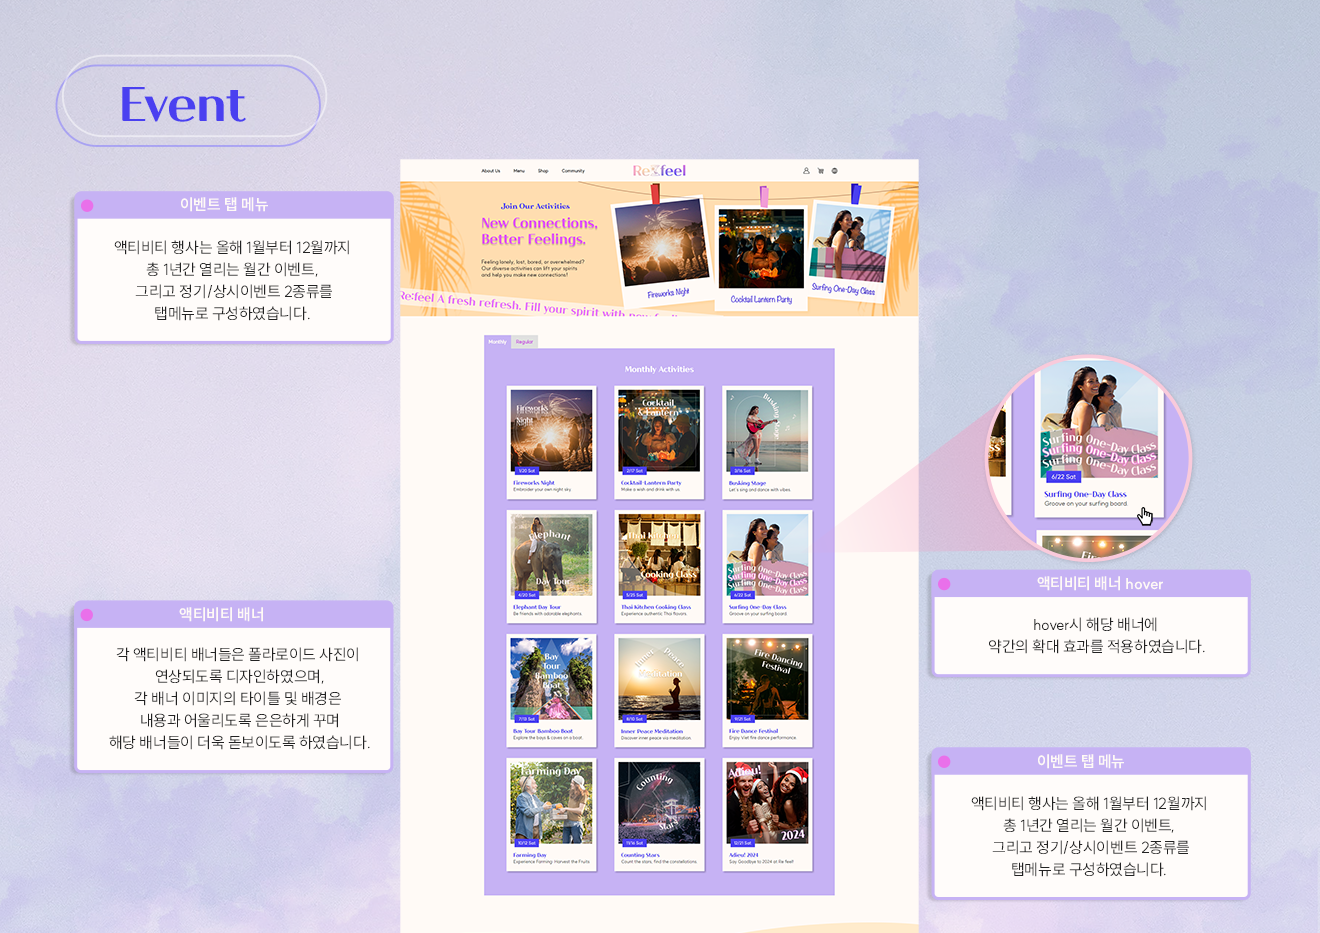 Event
이벤트 탭 메뉴
액티비티 행사는 올해 1월부터 12월까지
총 1년간 열리는 월간 이벤트,
그리고 정기/상시이벤트 2종류를
탭메뉴로 구성하였습니다.
액티비티 배너
각 액티비티 배너들은 폴라로이드 사진이
연상되도록 디자인하였으며,
각 배너 이미지의 타이틀 및 배경은
내용과 어울리도록 은은하게 꾸며
해당 배너들이 더욱 돋보이도록 하였습니다.
About Us Menu Shop Community
Re:feel
Join Our Activities
New Connections,
Better Feelings.
Feeling lonely, lost, bored, or overwhelmed?
Our diverse activities can lift your spirits
and help you make new connections!
Re:feel A fresh refresh. Fill your spirit with new
Fireworks Night
Cocktail Lantern Party
Surfing One-Day Class
Monthly Regular
Monthly Activities
Fireworks
Night
1/20 Sat
Fireworks Night
Embroider your own night sky.
Cocktail
& Lantern
2/17 Sat
Cocktail Lantern Party
Make a wish and drink with us.
Busking Stage
3/16 Sat
Busking Stage
Let's sing and dance with vibes.
Elephant
Day Tour
4/20 Sat
Elephant Day Tour
Be friends with adorable elephants.
Thai Kitchen
Cooking Class
5/25 Sat
Thai Kitchen Cooking Class
Experience authentic Thai flavors.
Surfing One-Day Class
Surfing One-Day Class
Surfing One-Day Class
6/22 Sat
Surfing One-Day Class
Groove on your surfing board.
Bay
Tour
Bamboo
Boat
7/13 Sat
Bay Tour Bamboo Boat
Explore the bays & caves on a boat.
Inner Peace
Meditation
8/10 Sat
Inner Peace Meditation
Discover inner peace via meditation.
Fire Dancing
Festival
9/21 Sat
Fire Dance Festival
Enjoy Viet fire dance performance.
Farming Day
10/12 Sat
Farming Day
Experience Farming: Harvest the Fruits.
Counting
Stars
11/16 Sat
Counting Stars
Count the stars, find the constellations.
Adieu!
2024
12/21 Sat
Adieu! 2024
Say Goodbye to 2024 at Re:feel!
Surfing One-Day Class
Surfing One-Day Class
Surfing One-Day Class
6/22 Sat
Surfing One-Day Class
Groove on your surfing board.
액티비티 배너 hover
hover시 해당 배너에
약간의 확대 효과를 적용하였습니다.
이벤트 탭 메뉴
액티비티 행사는 올해 1월부터 12월까지
총 1년간 열리는 월간 이벤트,
그리고 정기/상시이벤트 2종류를
탭메뉴로 구성하였습니다.